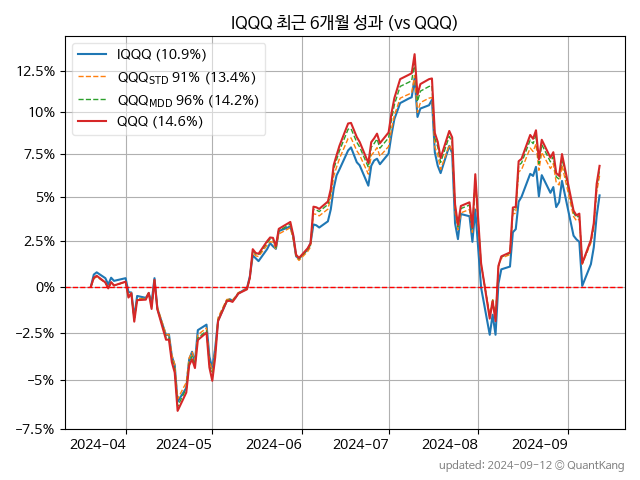 IQQQ 최근 6개월 성과 (vs QQQ)
IQQQ (10.9%)
QQQSTD 91% (13.4%)
QQQMDD 96% (14.2%)
QQQ (14.6%)
12.5%
10%
7.5%
5%
2.5%
0%
−2.5%
−5%
−7.5%
2024-04 2024-05 2024-06 2024-07 2024-08 2024-09
updated: 2024-09-12 © QuantKang